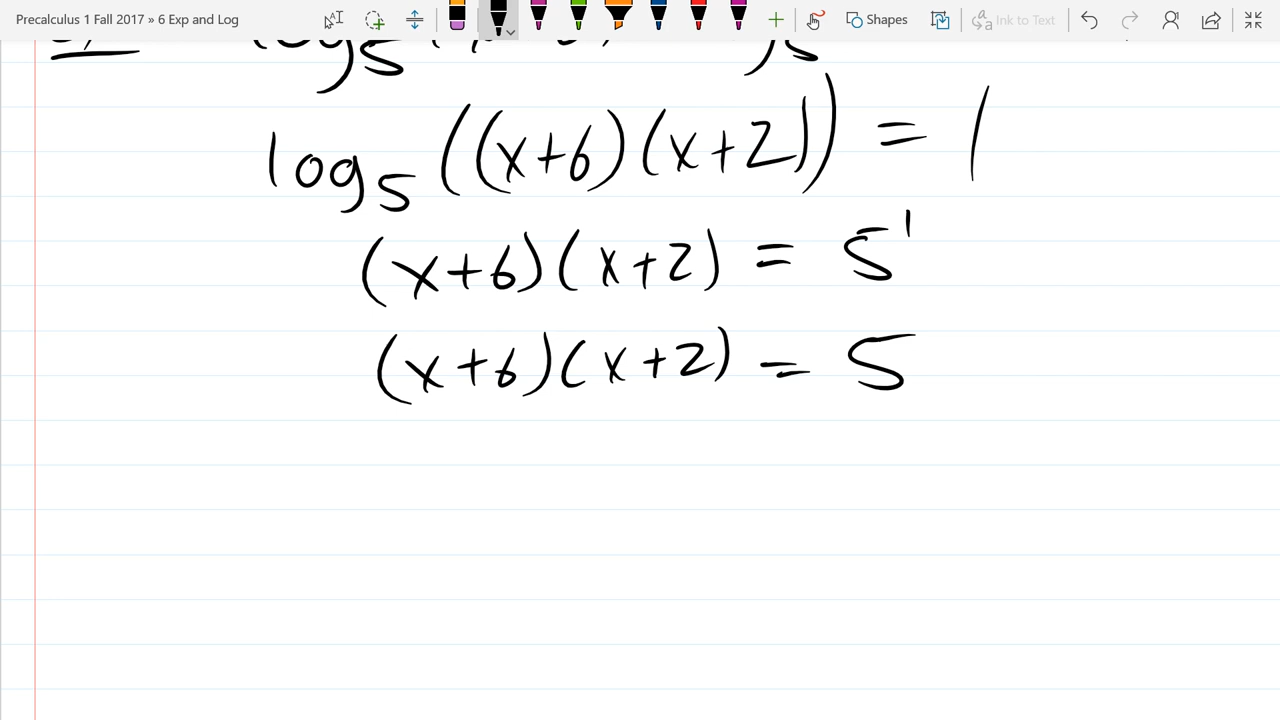 Precalculus 1 Fall 2017 » 6 Exp and Log
Shapes
Ink to Text
log₅((x+6)(x+2)) = 1
(x+6)(x+2) = 5¹
(x+6)(x+2) = 5